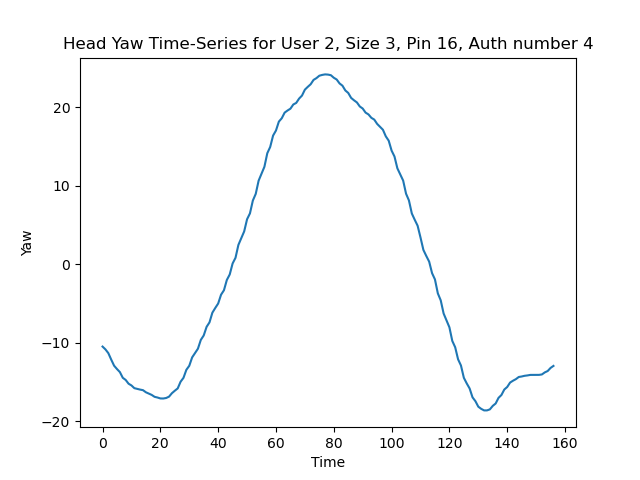 Head Yaw Time-Series for User 2, Size 3, Pin 16, Auth number 4
Yaw
20
10
0
−10
−20
0 20 40 60 80 100 120 140 160
Time